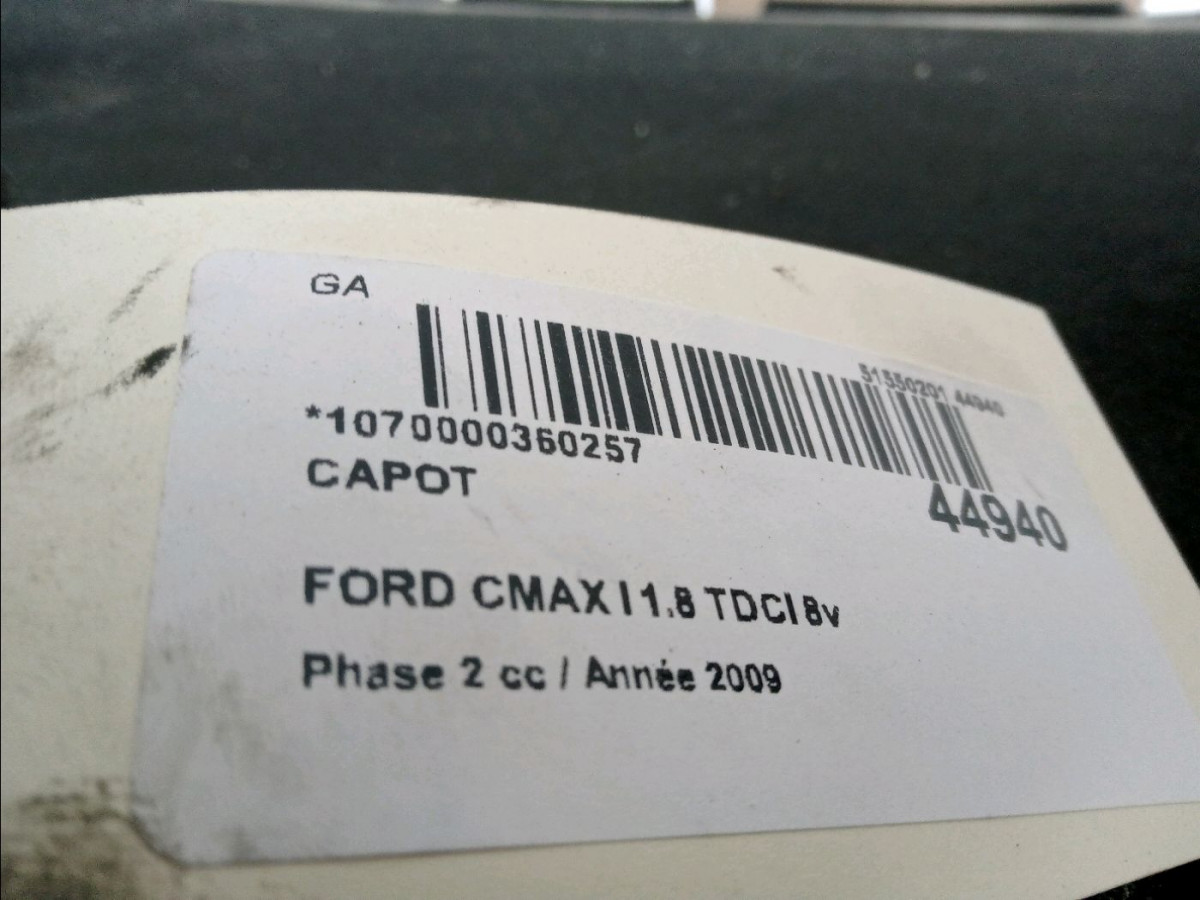 GA
51550201 44940
*1070000360257
CAPOT
44940
FORD CMAX I 1.8 TDCI 8v
Phase 2 cc / Année 2009